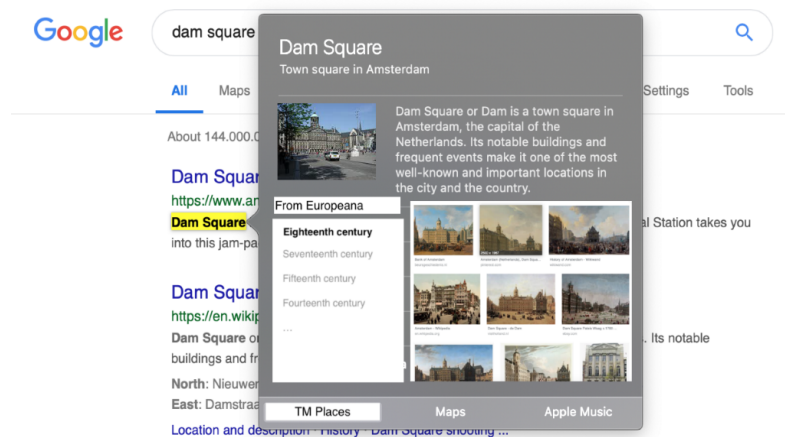 Google
dam square
All
Maps
Settings
Tools
About 144.000.0
Dam Squar
https://www.an
Dam Square
al Station takes you
into this jam-pa
Dam Squar
https://en.wikip
Dam Square o
. Its notable
buildings and fr
North: Nieuwer
East: Damstraa
Location and description · History · Dam Square shooting ...
Dam Square
Town square in Amsterdam
Dam Square or Dam is a town square in
Amsterdam, the capital of the
Netherlands. Its notable buildings and
frequent events make it one of the most
well-known and important locations in
the city and the country.
From Europeana
Eighteenth century
Seventeenth century
Fifteenth century
Fourteenth century
...
TM Places
Maps
Apple Music